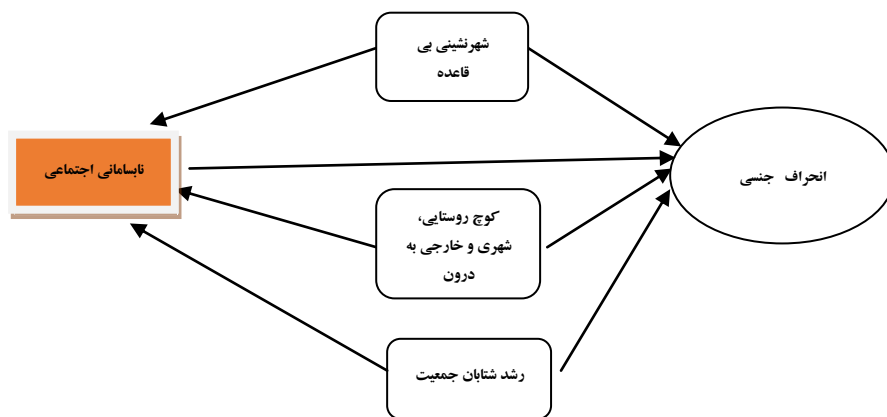 شهرنشینی بی
قاعده
نابسامانی اجتماعی
انحراف جنسی
کوچ روستایی،
شهری و خارجی به
درون
رشد شتابان جمعیت